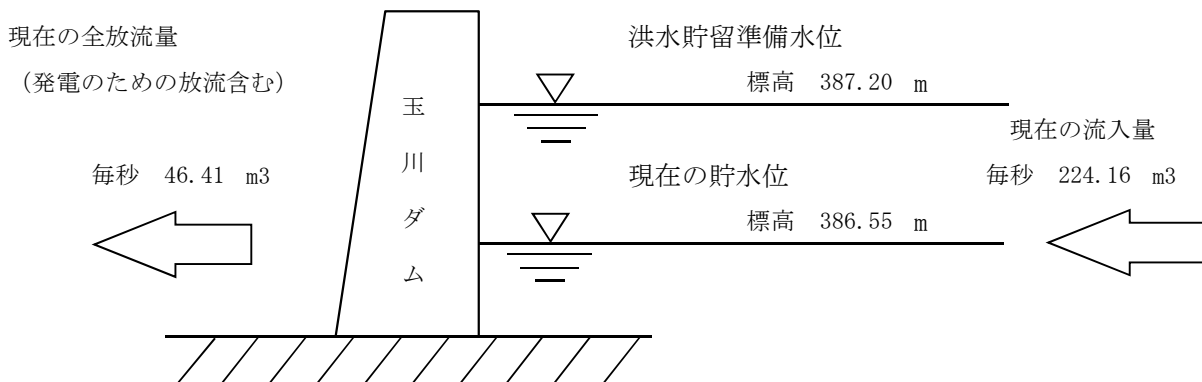 現在の全放流量
（発電のための放流含む）
毎秒　46.41　m3
玉川ダム
洪水貯留準備水位
標高　387.20　m
現在の貯水位
標高　386.55　m
現在の流入量
毎秒　224.16　m3